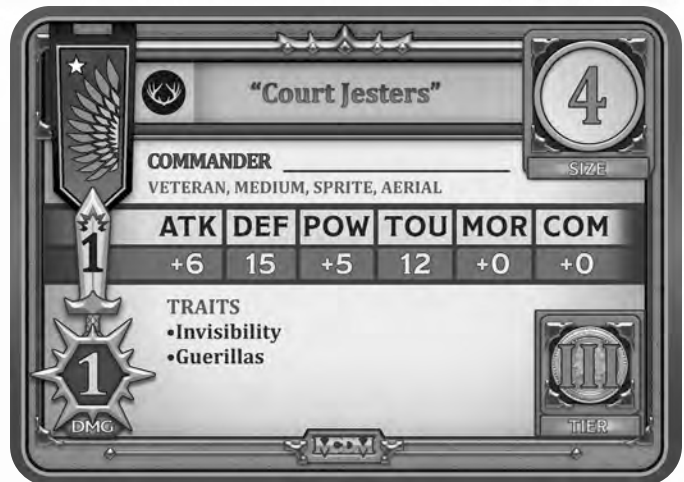 "Court Jesters"
4
SIZE
COMMANDER
VETERAN, MEDIUM, SPRITE, AERIAL
ATK DEF POW TOU MOR COM
1
+6 15 +5 12 +0 +0
TRAITS
•Invisibility
•Guerillas
1
DMG
III
TIER
MCDM